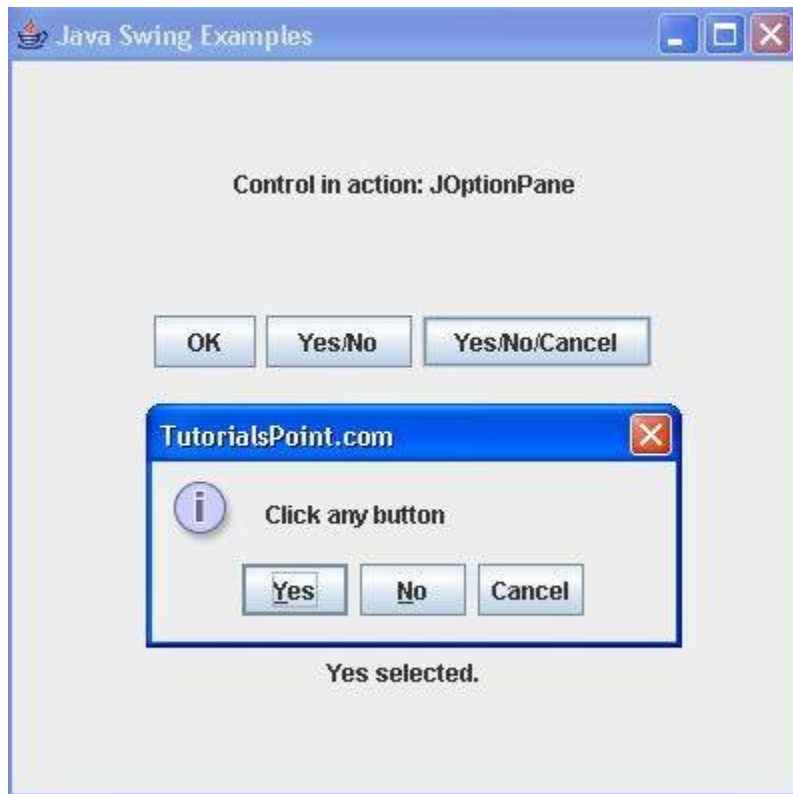 Java Swing Examples
Control in action: JOptionPane
OK Yes/No Yes/No/Cancel
TutorialsPoint.com
i Click any button
Yes No Cancel
Yes selected.